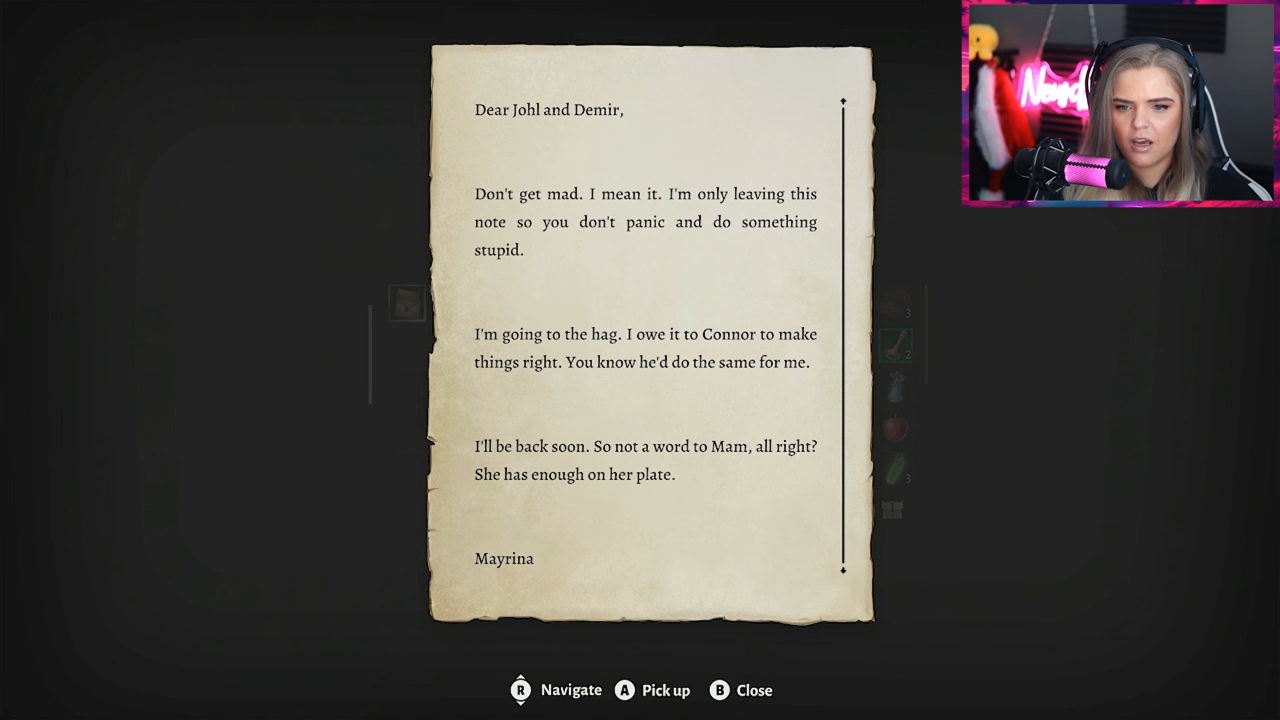 Dear Johl and Demir,
Don't get mad. I mean it. I'm only leaving this
note so you don't panic and do something
stupid.
I'm going to the hag. I owe it to Connor to make
things right. You know he'd do the same for me.
I'll be back soon. So not a word to Mam, all right?
She has enough on her plate.
Mayrina
3
2
3
R Navigate A Pick up B Close